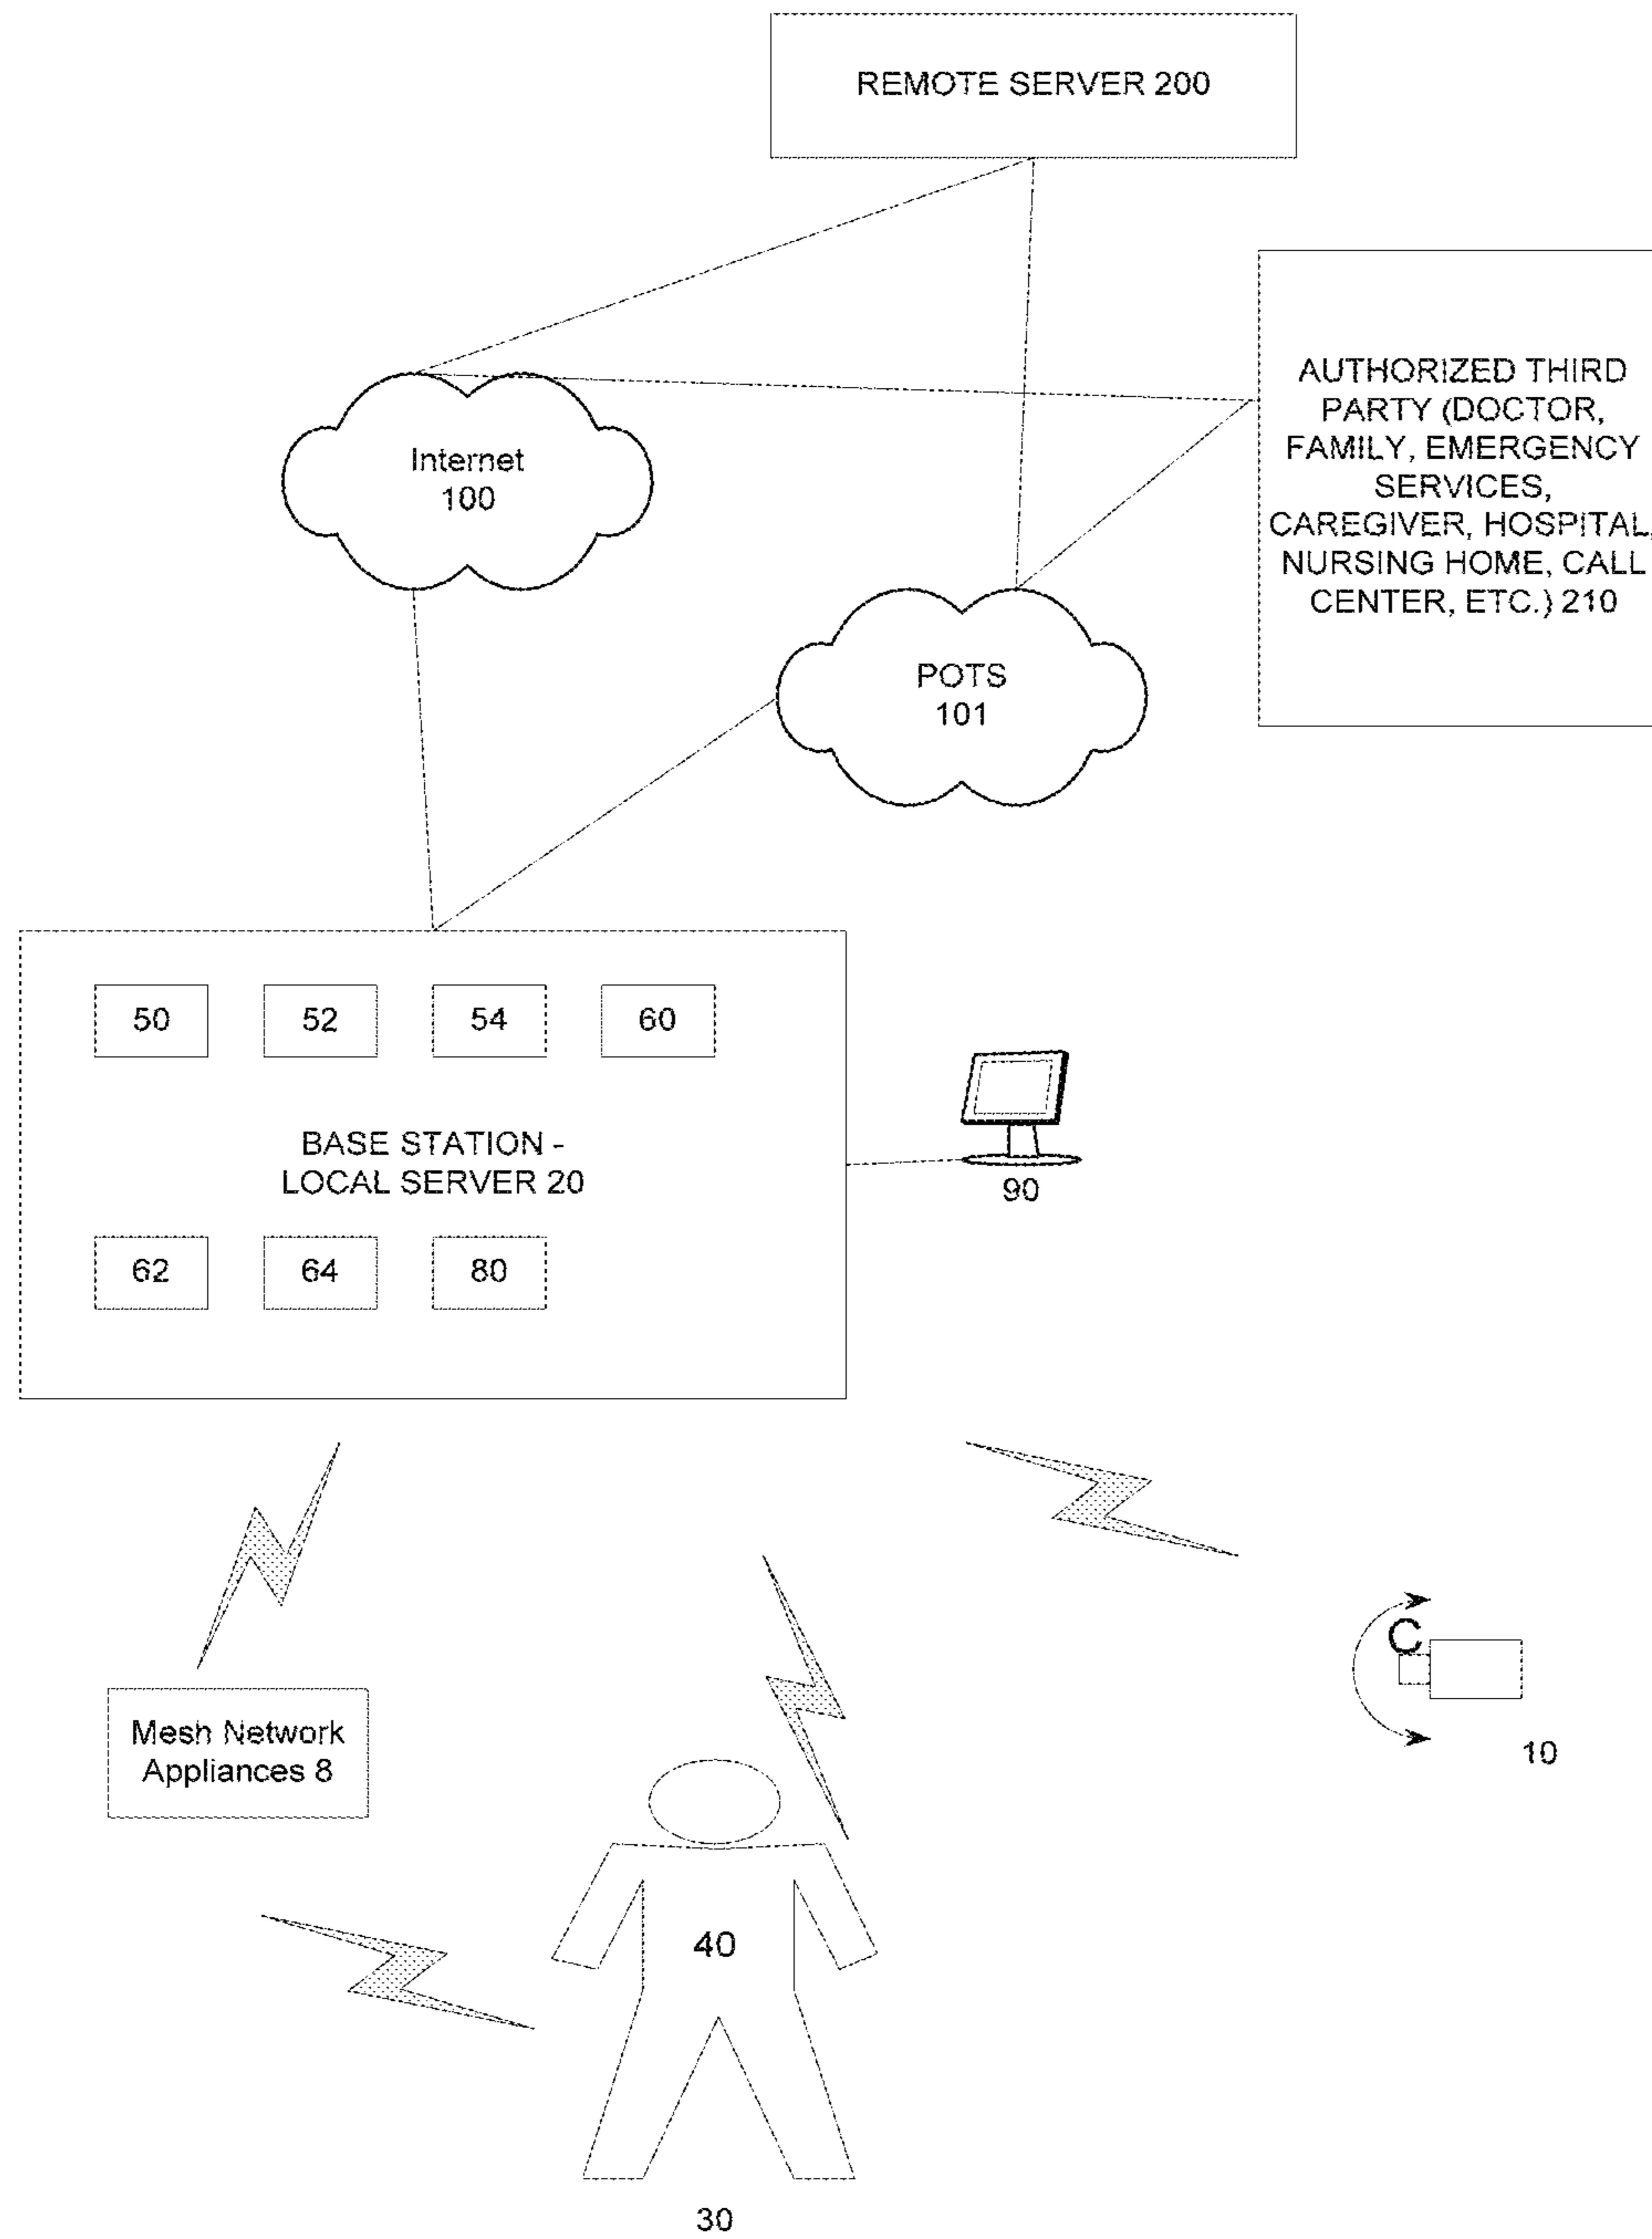 REMOTE SERVER 200
AUTHORIZED THIRD
PARTY (DOCTOR,
FAMILY, EMERGENCY
SERVICES,
CAREGIVER, HOSPITAL,
NURSING HOME, CALL
CENTER, ETC.) 210
Internet
100
POTS
101
50
52
54
60
BASE STATION -
LOCAL SERVER 20
90
62
64
80
C
10
Mesh Network
Appliances 8
40
30